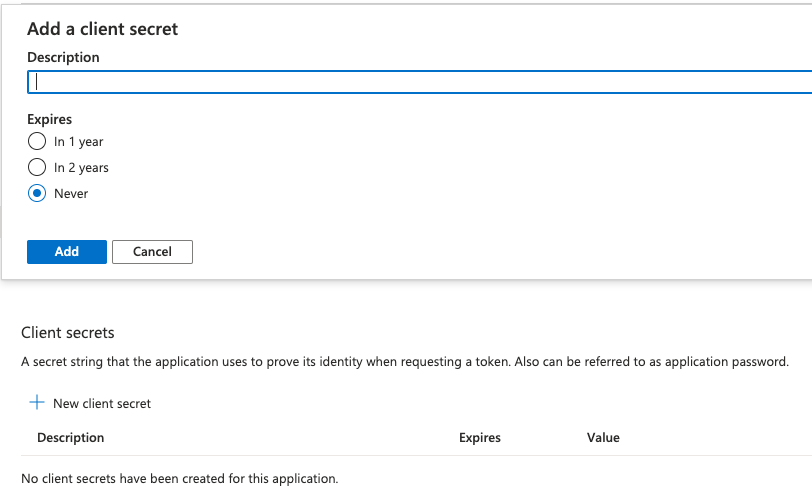 Add a client secret
Description
Expires
In 1 year
In 2 years
Never
Add Cancel
Client secrets
A secret string that the application uses to prove its identity when requesting a token. Also can be referred to as application password.
New client secret
Description Expires Value
No client secrets have been created for this application.